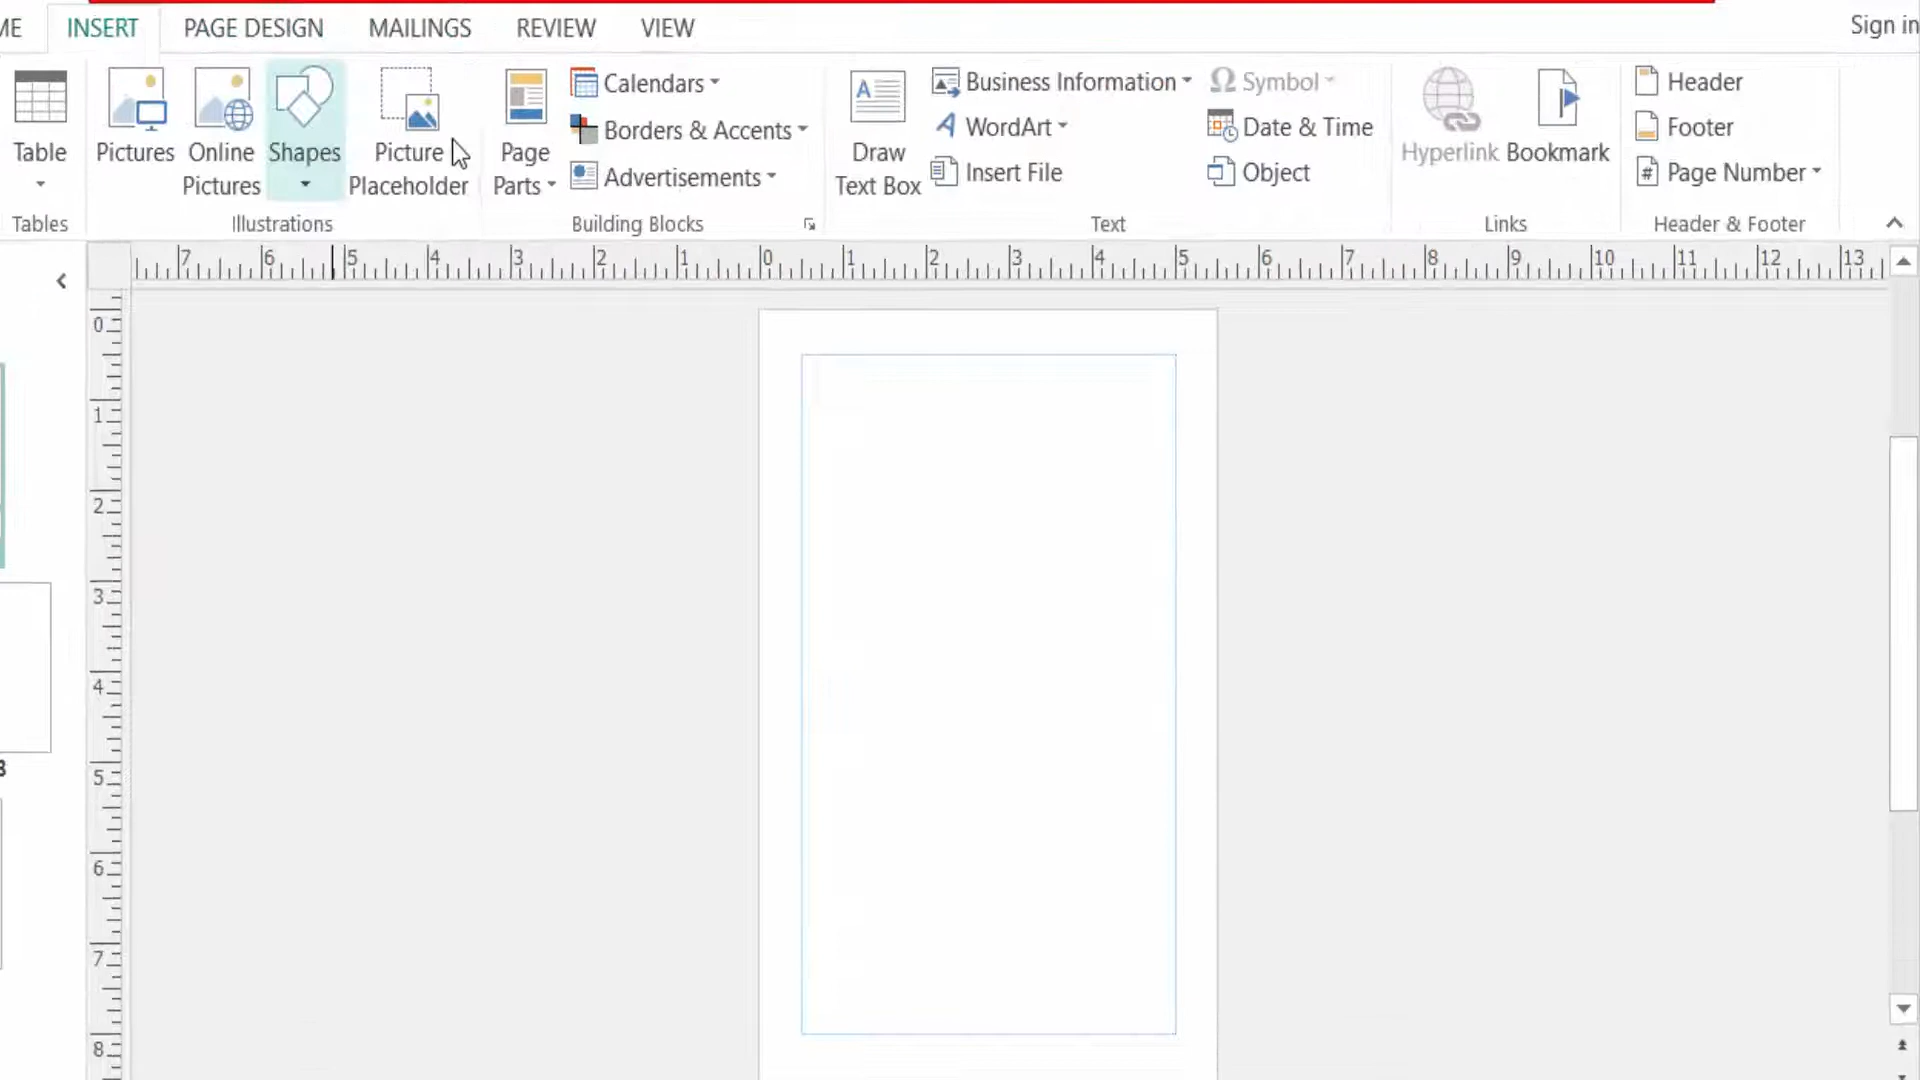 ME INSERT PAGE DESIGN MAILINGS REVIEW VIEW Sign in
Table
Tables
Pictures
Online
Pictures
Shapes
Picture
Placeholder
Illustrations
Page
Parts
Calendars
Borders & Accents
Advertisements
Building Blocks
Draw
Text Box
Business Information
WordArt
Insert File
Symbol
Date & Time
Object
Text
Hyperlink
Bookmark
Links
Header
Footer
# Page Number
Header & Footer
7 6 5 4 3 2 1 0 1 2 3 4 5 6 7 8 9 10 11 12 13
0
1
2
3
4
5
6
7
8
3